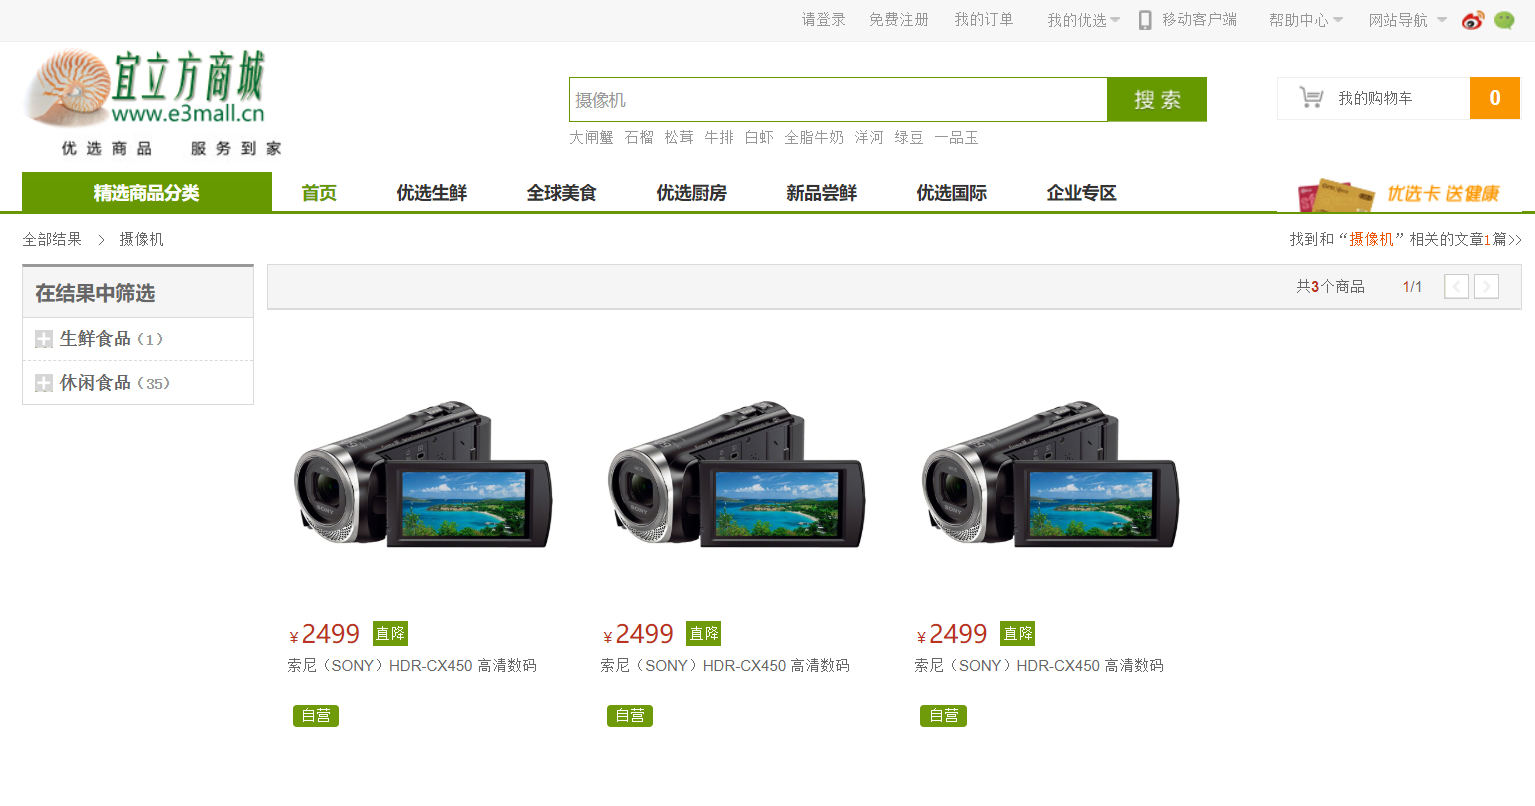 请登录 免费注册 我的订单 我的优选 移动客户端 帮助中心 网站导航
宜立方商城
www.e3mall.cn
优选商品 服务到家
摄像机 搜索
我的购物车 0
大闸蟹 石榴 松茸 牛排 白虾 全脂牛奶 洋河 绿豆 一品玉
精选商品分类 首页 优选生鲜 全球美食 优选厨房 新品尝鲜 优选国际 企业专区 优选卡 送健康
全部结果 > 摄像机 找到和“摄像机”相关的文章1篇>>
在结果中筛选
共3个商品 1/1
生鲜食品（1）
休闲食品（35）
SONY SONY SONY
¥2499 直降 ¥2499 直降 ¥2499 直降
索尼（SONY）HDR-CX450 高清数码 索尼（SONY）HDR-CX450 高清数码 索尼（SONY）HDR-CX450 高清数码
自营 自营 自营